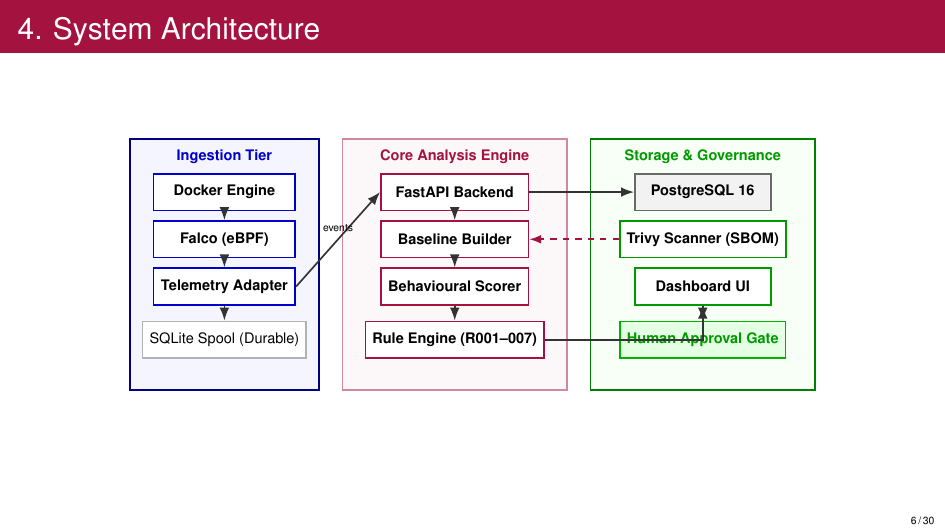 4. System Architecture
Ingestion Tier
Docker Engine
Falco (eBPF)
Telemetry Adapter
SQLite Spool (Durable)
events
Core Analysis Engine
FastAPI Backend
Baseline Builder
Behavioural Scorer
Rule Engine (R001–007)
Storage & Governance
PostgreSQL 16
Trivy Scanner (SBOM)
Dashboard UI
Human Approval Gate
6 / 30